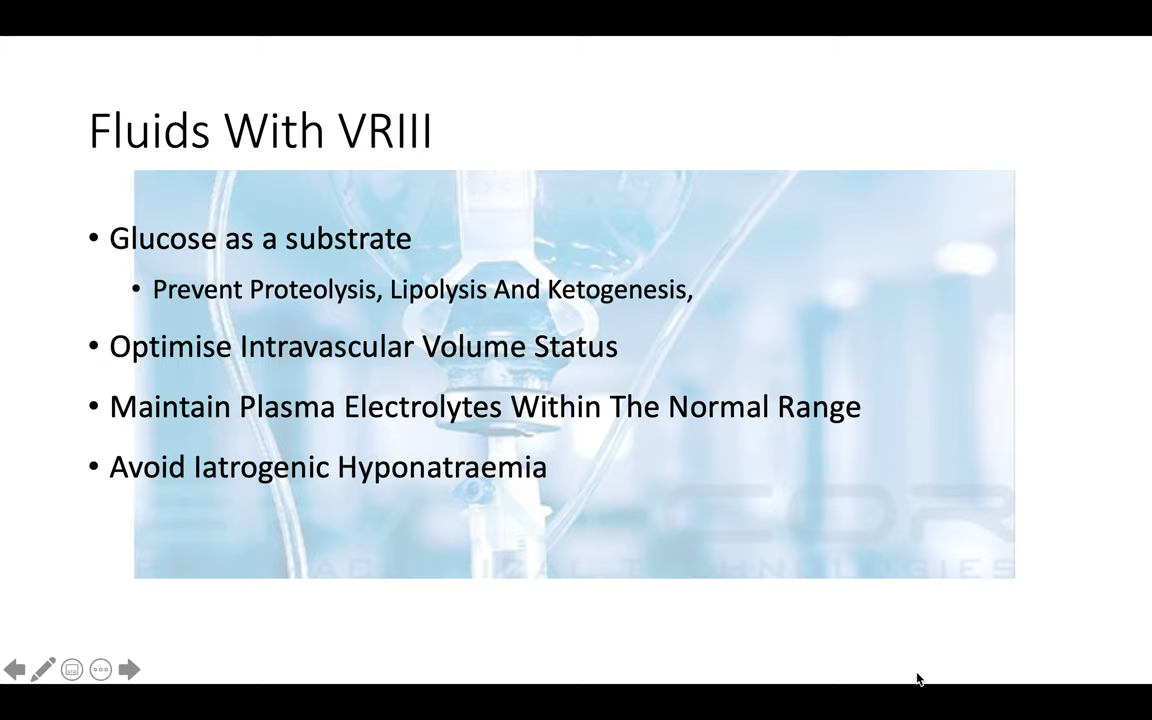 Fluids With VRIII
• Glucose as a substrate
• Prevent Proteolysis, Lipolysis And Ketogenesis,
• Optimise Intravascular Volume Status
• Maintain Plasma Electrolytes Within The Normal Range
• Avoid Iatrogenic Hyponatraemia